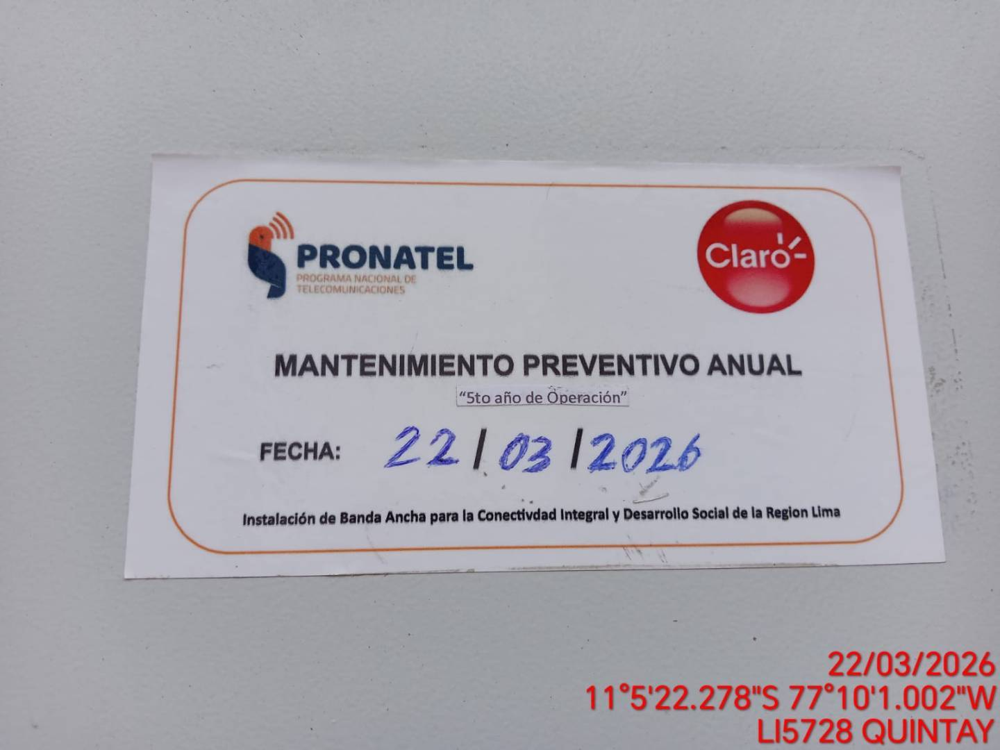 PRONATEL
PROGRAMA NACIONAL DE
TELECOMUNICACIONES
Claro
MANTENIMIENTO PREVENTIVO ANUAL
“5to año de Operación”
FECHA: 22/03/2026
Instalación de Banda Ancha para la Conectivdad Integral y Desarrollo Social de la Region Lima
22/03/2026
11°5'22.278"S 77°10'1.002"W
LI5728 QUINTAY